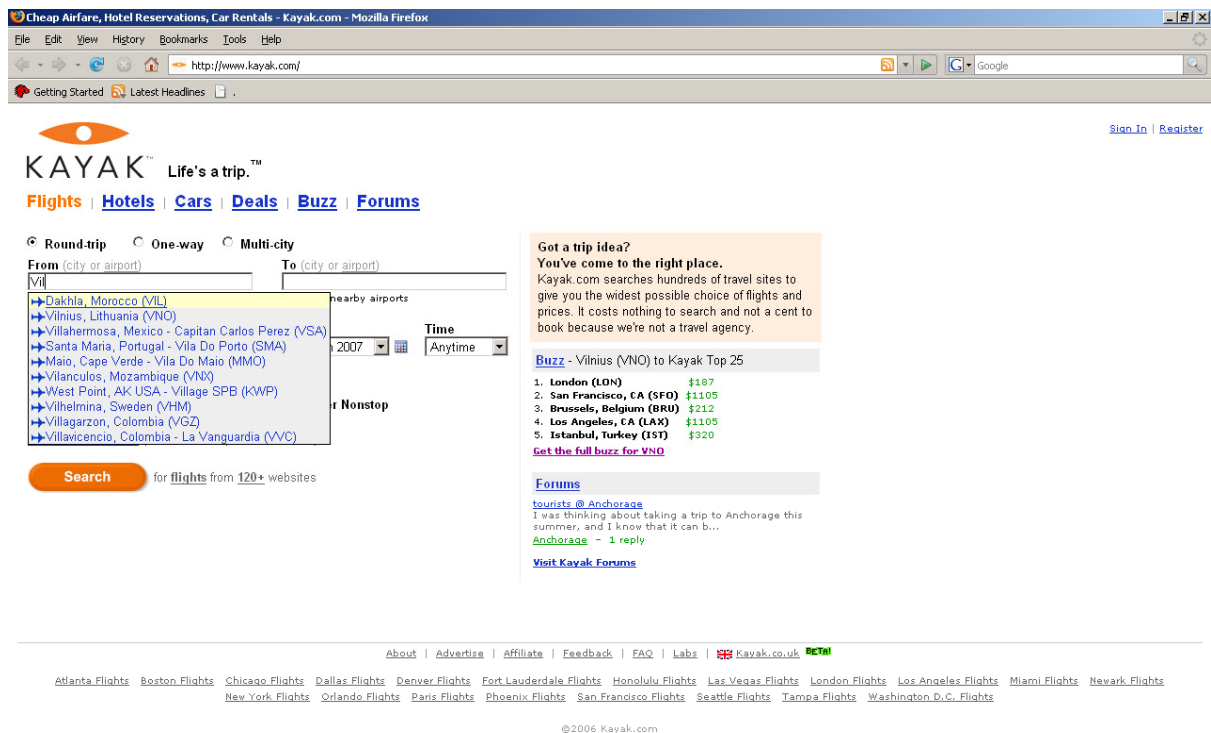 Cheap Airfare, Hotel Reservations, Car Rentals - Kayak.com - Mozilla Firefox
File Edit View History Bookmarks Tools Help
http://www.kayak.com/
G Google
Getting Started Latest Headlines .
Sign In | Register
KAYAK™ Life's a trip.™
Flights | Hotels | Cars | Deals | Buzz | Forums
Round-trip One-way Multi-city
From (city or airport) To (city or airport)
Vil
Dakhla, Morocco (VIL)
nearby airports
Vilnius, Lithuania (VNO)
Villahermosa, Mexico - Capitan Carlos Perez (VSA)
Time
Santa Maria, Portugal - Vila Do Porto (SMA)
2007 Anytime
Maio, Cape Verde - Vila Do Maio (MMO)
Vilanculos, Mozambique (VNX)
West Point, AK USA - Village SPB (KWP)
Vilhelmina, Sweden (VHM)
r Nonstop
Villagarzon, Colombia (VGZ)
Villavicencio, Colombia - La Vanguardia (VVC)
Search for flights from 120+ websites
Got a trip idea?
You've come to the right place.
Kayak.com searches hundreds of travel sites to
give you the widest possible choice of flights and
prices. It costs nothing to search and not a cent to
book because we're not a travel agency.
Buzz - Vilnius (VNO) to Kayak Top 25
1. London (LON) $187
2. San Francisco, CA (SFO) $1105
3. Brussels, Belgium (BRU) $212
4. Los Angeles, CA (LAX) $1105
5. Istanbul, Turkey (IST) $320
Get the full buzz for VNO
Forums
tourists @ Anchorage
I was thinking about taking a trip to Anchorage this
summer, and I know that it can b...
Anchorage - 1 reply
Visit Kayak Forums
About | Advertise | Affiliate | Feedback | FAQ | Labs | Kayak.co.uk BETA!
Atlanta Flights Boston Flights Chicago Flights Dallas Flights Denver Flights Fort Lauderdale Flights Honolulu Flights Las Vegas Flights London Flights Los Angeles Flights Miami Flights Newark Flights
New York Flights Orlando Flights Paris Flights Phoenix Flights San Francisco Flights Seattle Flights Tampa Flights Washington D.C. Flights
©2006 Kayak.com